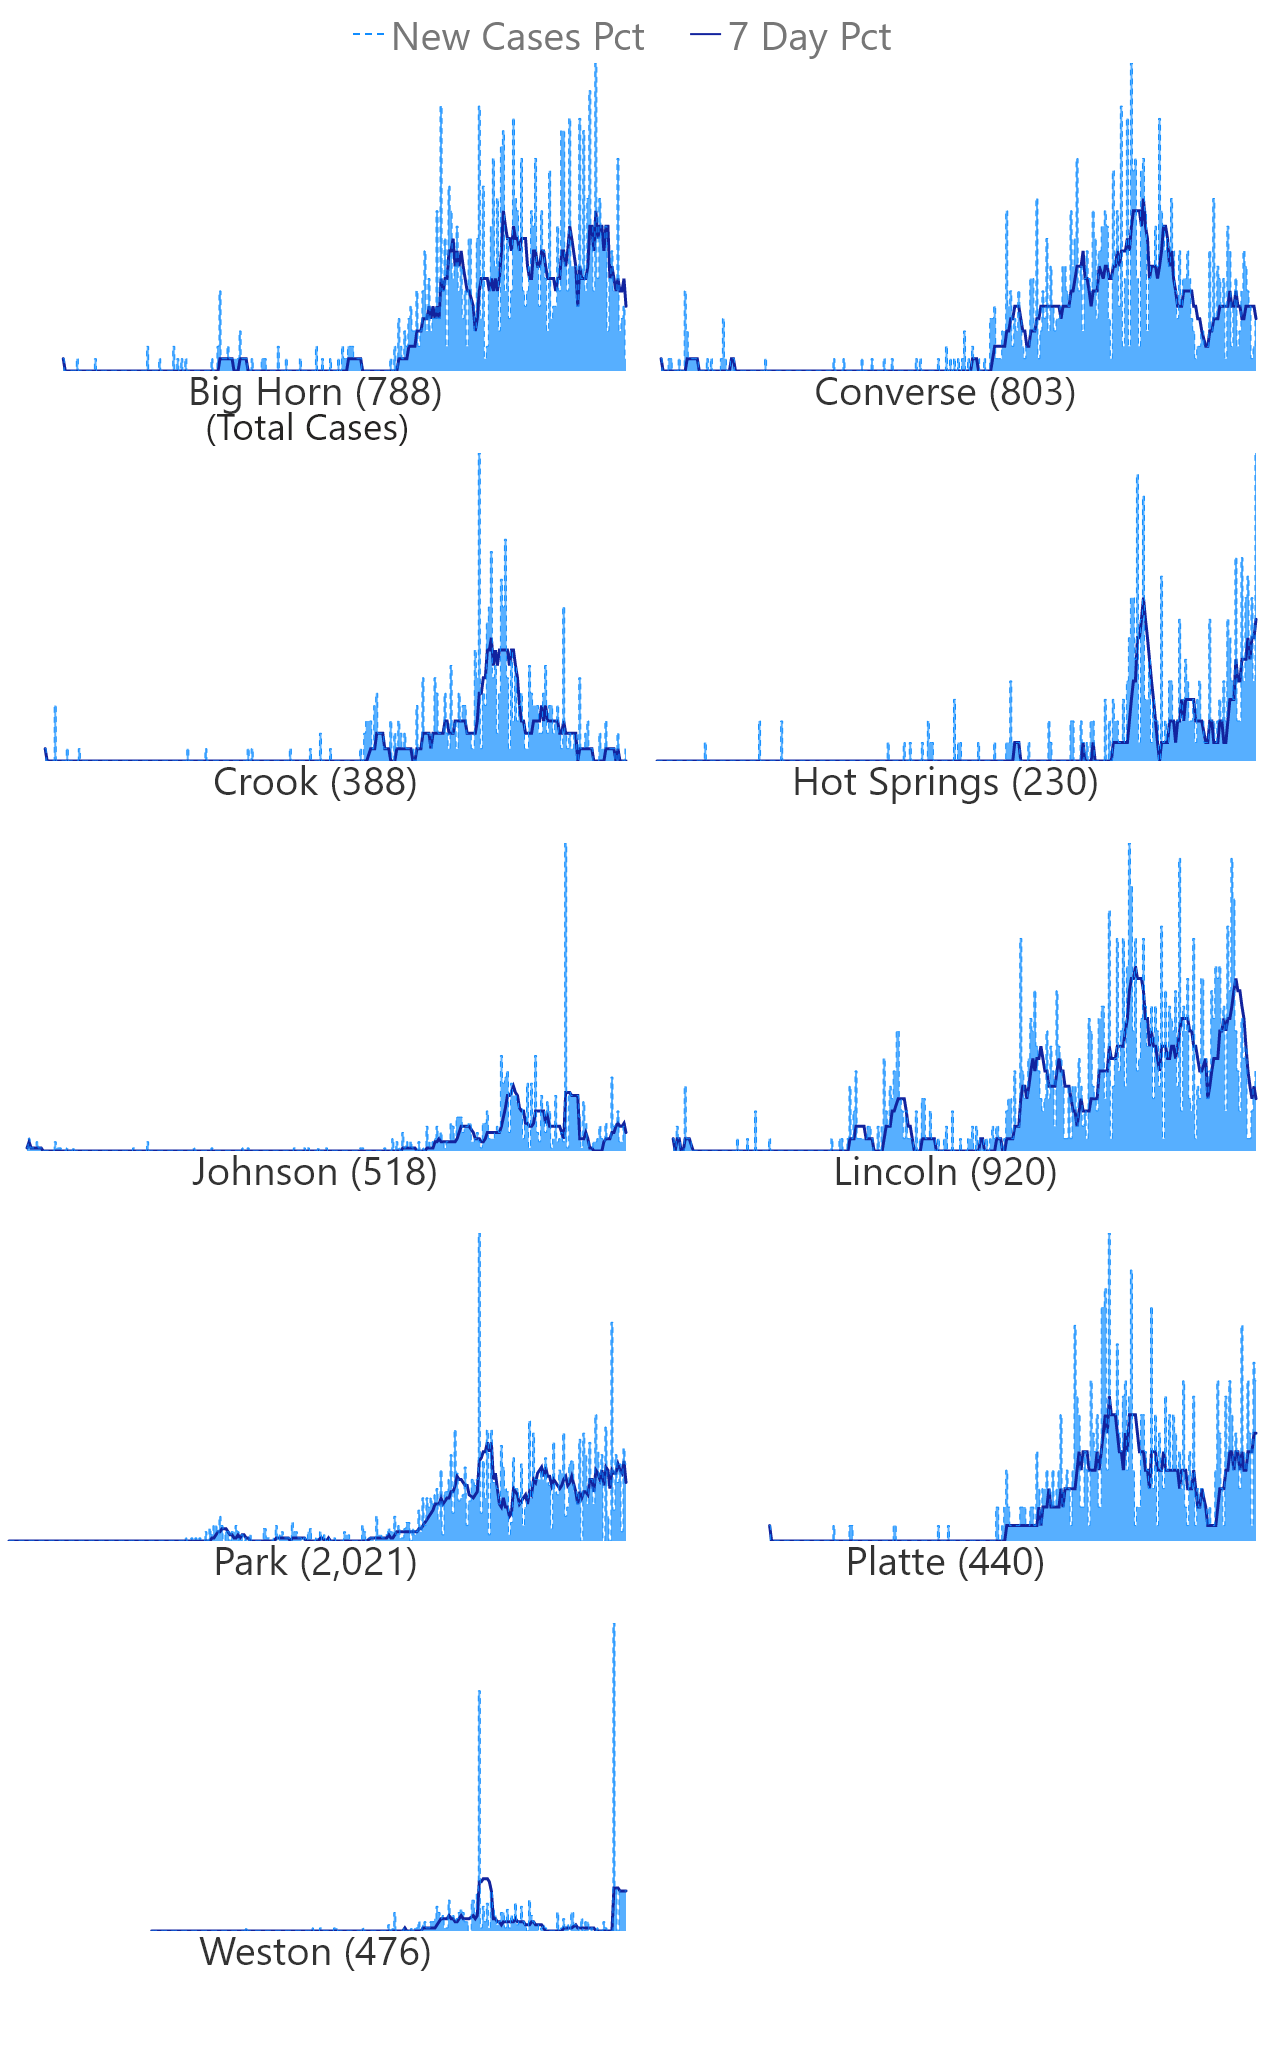 New Cases Pct 7 Day Pct
Big Horn (788) Converse (803)
(Total Cases)
Crook (388) Hot Springs (230)
Johnson (518) Lincoln (920)
Park (2,021) Platte (440)
Weston (476)